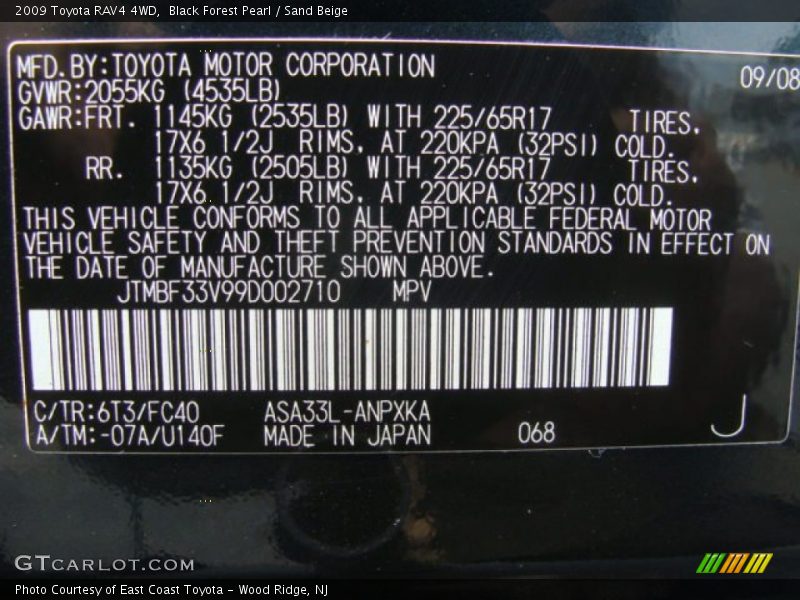 2009 Toyota RAV4 4WD, Black Forest Pearl / Sand Beige
MFD.BY:TOYOTA MOTOR CORPORATION 09/08
GVWR:2055KG (4535LB)
GAWR:FRT. 1145KG (2535LB) WITH 225/65R17 TIRES.
17X6 1/2J RIMS. AT 220KPA (32PSI) COLD.
RR. 1135KG (2505LB) WITH 225/65R17 TIRES.
17X6 1/2J RIMS. AT 220KPA (32PSI) COLD.
THIS VEHICLE CONFORMS TO ALL APPLICABLE FEDERAL MOTOR
VEHICLE SAFETY AND THEFT PREVENTION STANDARDS IN EFFECT ON
THE DATE OF MANUFACTURE SHOWN ABOVE.
JTMBF33V99D002710 MPV
C/TR:6T3/FC40 ASA33L-ANPXKA
A/TM:-07A/U140F MADE IN JAPAN 068 J
GTCARLOT.COM
Photo Courtesy of East Coast Toyota - Wood Ridge, NJ